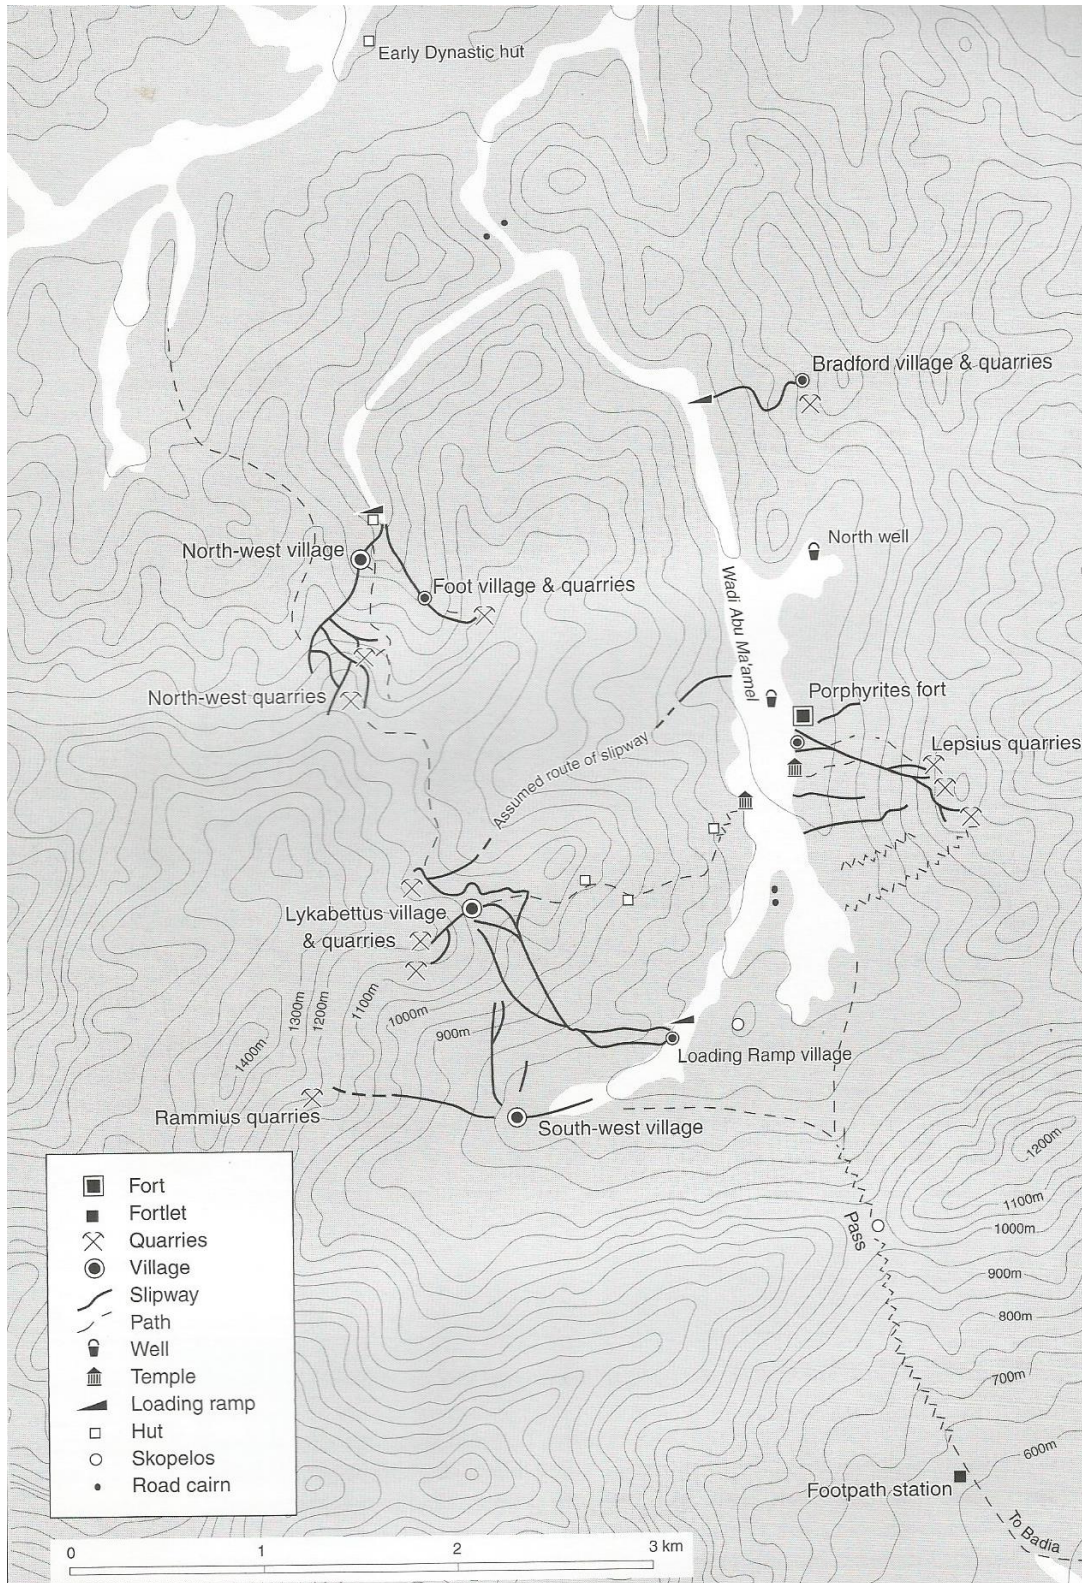 Early Dynastic hut
Bradford village & quarries
North well
North-west village
Foot village & quarries
Wadi Abu Ma'amel
North-west quarries
Porphyrites fort
Lepsius quarries
Assumed route of slipway
Lykabettus village
& quarries
1400m
1300m
1200m
1100m
1000m
900m
Loading Ramp village
Rammius quarries
South-west village
1200m
1100m
1000m
900m
800m
700m
600m
Pass
Footpath station
To Badia
Fort
Fortlet
Quarries
Village
Slipway
Path
Well
Temple
Loading ramp
Hut
Skopelos
Road cairn
0 1 2 3 km